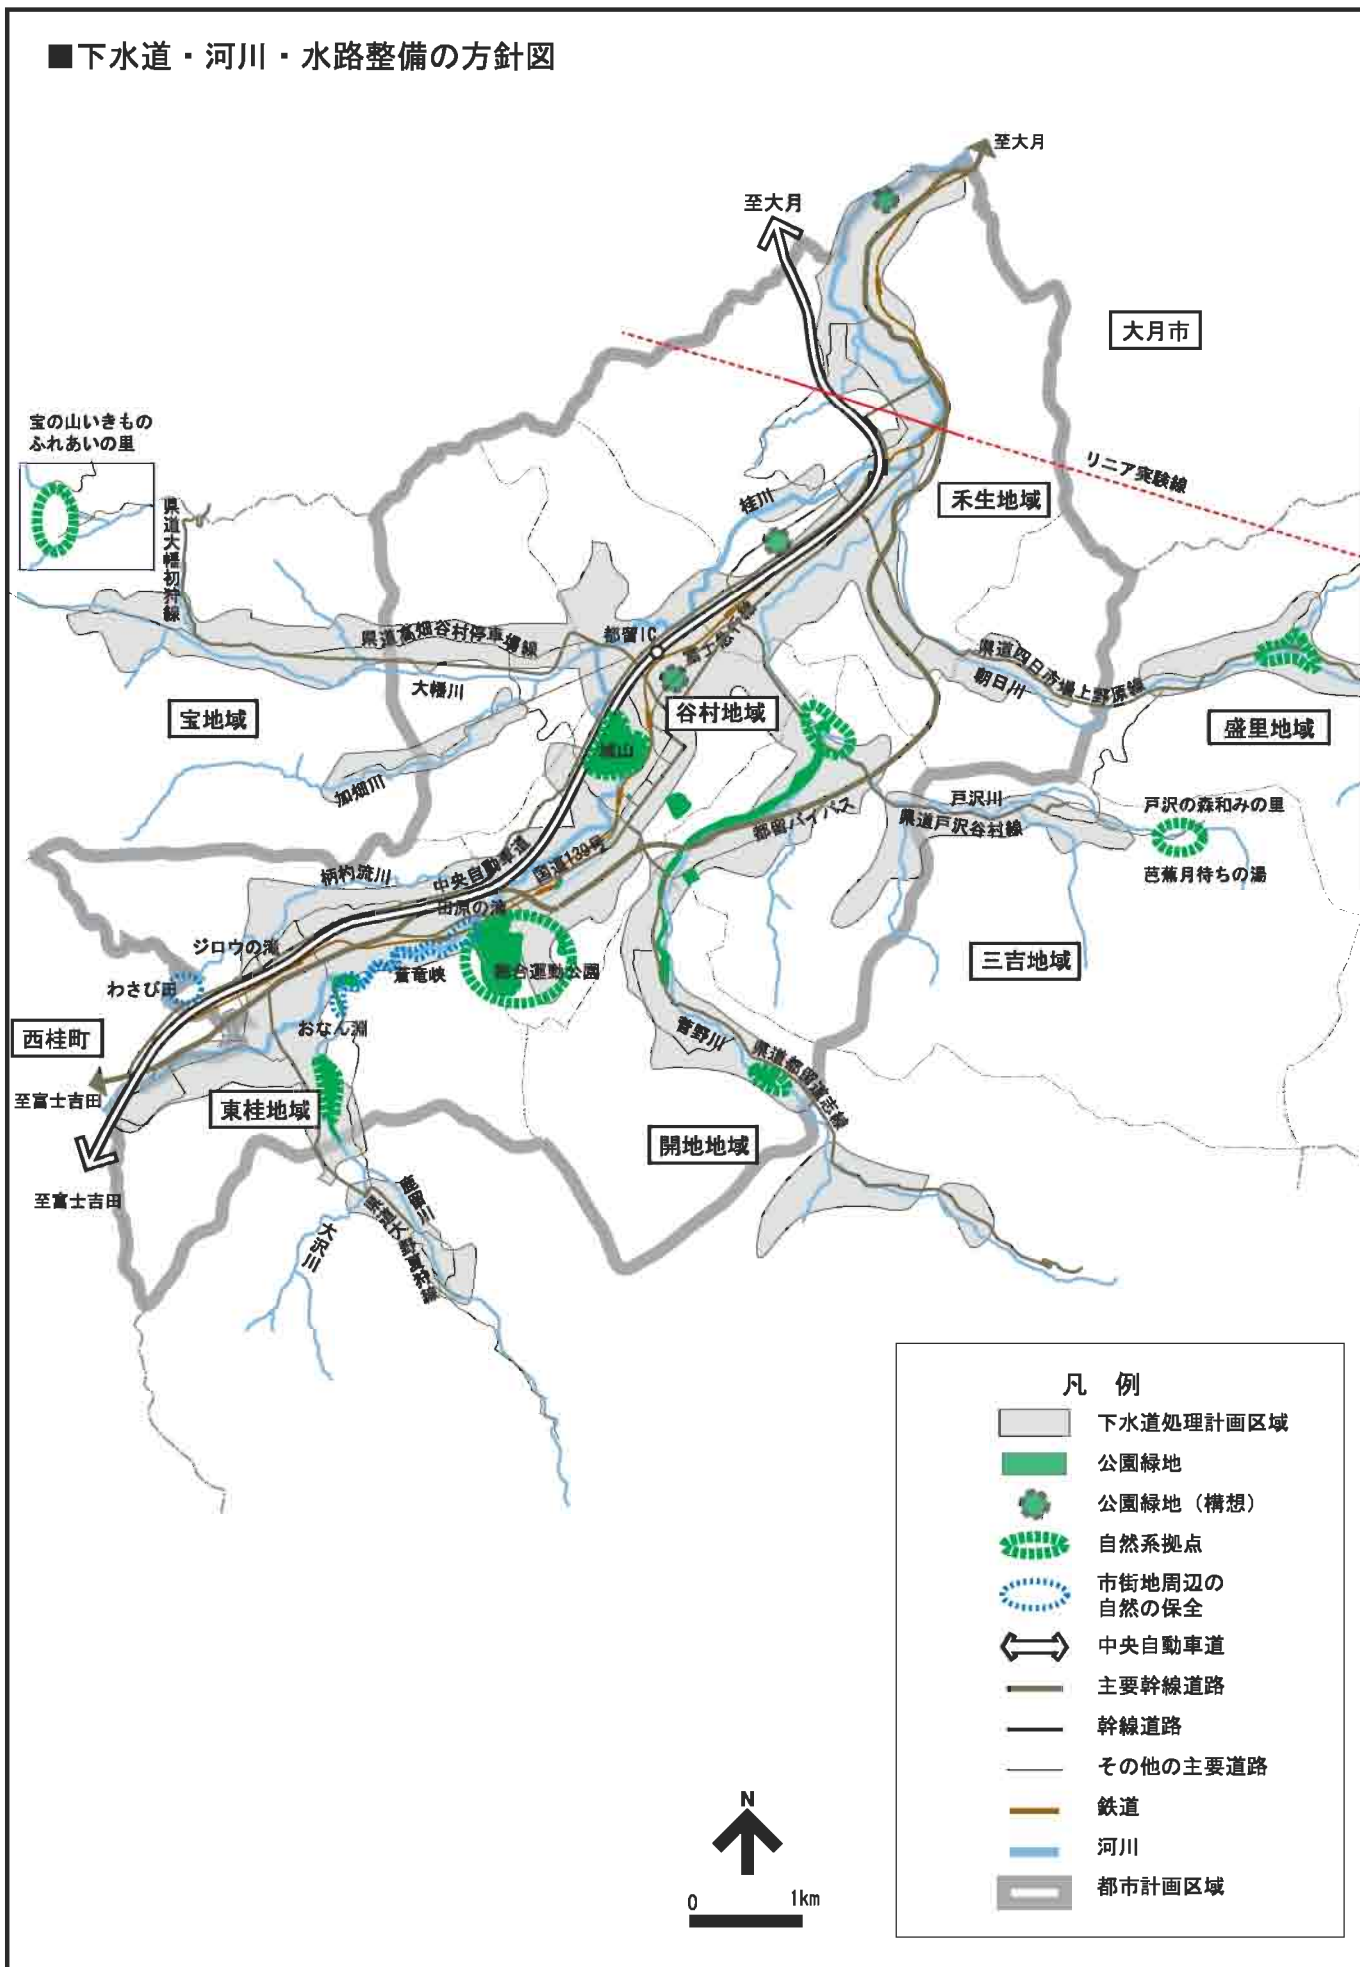 ■下水道・河川・水路整備の方針図
至大月
至大月
大月市
宝の山いきもの
ふれあいの里
リニア実験線
県道大幡初狩線
桂川
禾生地域
県道高畑谷村停車場線
都留IC
富士急行線
県道四日市場上野原線
朝日川
大幡川
宝地域
谷村地域
盛里地域
城山
加畑川
戸沢川
戸沢の森和みの里
都留バイパス
県道戸沢谷村線
芭蕉月待ちの湯
柄杓流川
中央自動車道
国道139号
田原の滝
ジロウの滝
蒼竜峡
総合運動公園
三吉地域
わさび田
おなん淵
西桂町
菅野川
県道都留道志線
至富士吉田
東桂地域
開地地域
至富士吉田
鹿留川
大沢川
凡 例
下水道処理計画区域
公園緑地
公園緑地（構想）
自然系拠点
市街地周辺の
自然の保全
中央自動車道
主要幹線道路
幹線道路
その他の主要道路
鉄道
河川
都市計画区域
N
0 1km